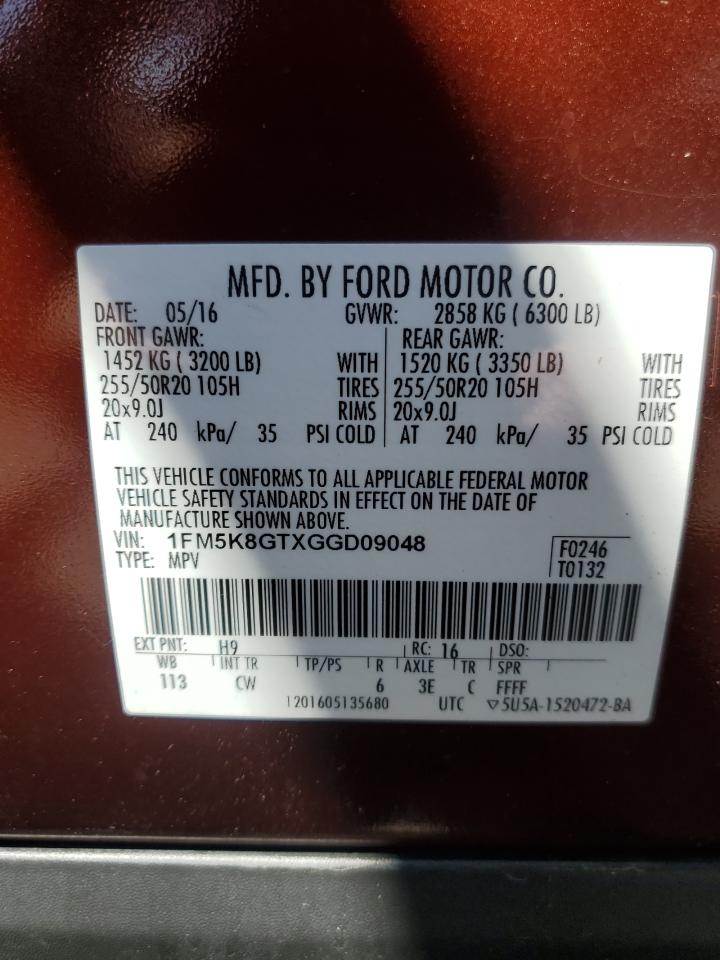 MFD. BY FORD MOTOR CO.
DATE: 05/16 GVWR: 2858 KG ( 6300 LB)
FRONT GAWR: REAR GAWR:
1452 KG ( 3200 LB) WITH 1520 KG ( 3350 LB) WITH
255/50R20 105H TIRES 255/50R20 105H TIRES
20x9.0J RIMS 20x9.0J RIMS
AT 240 kPa/ 35 PSI COLD AT 240 kPa/ 35 PSI COLD
THIS VEHICLE CONFORMS TO ALL APPLICABLE FEDERAL MOTOR
VEHICLE SAFETY STANDARDS IN EFFECT ON THE DATE OF
MANUFACTURE SHOWN ABOVE.
VIN: 1FM5K8GTXGGD09048 F0246
TYPE: MPV T0132
EXT PNT: H9 RC: 16 DSO:
WB INT TR TP/PS R AXLE TR SPR
113 CW 6 3E C FFFF
1201605135680 UTC ▽5U5A-1520472-BA